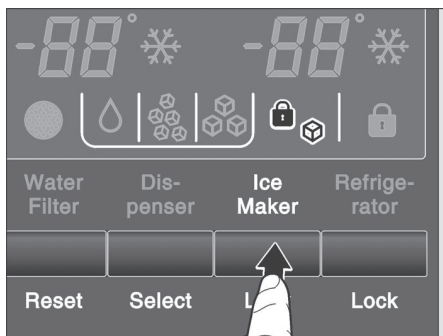 -88° -88°
Water Filter Dis-penser Ice Maker Refrige-rator
Reset Select L Lock